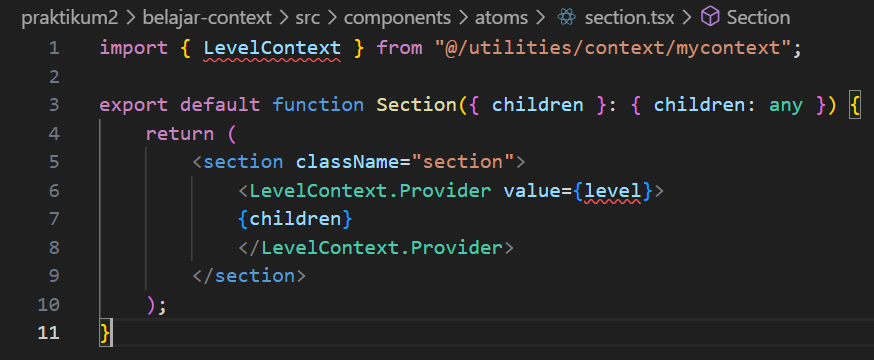 praktikum2 > belajar-context > src > components > atoms > section.tsx > Section
1 import { LevelContext } from "@/utilities/context/mycontext";
2
3 export default function Section({ children }: { children: any }) {
4     return (
5         <section className="section">
6             <LevelContext.Provider value={level}>
7             {children}
8             </LevelContext.Provider>
9         </section>
10     );
11 }